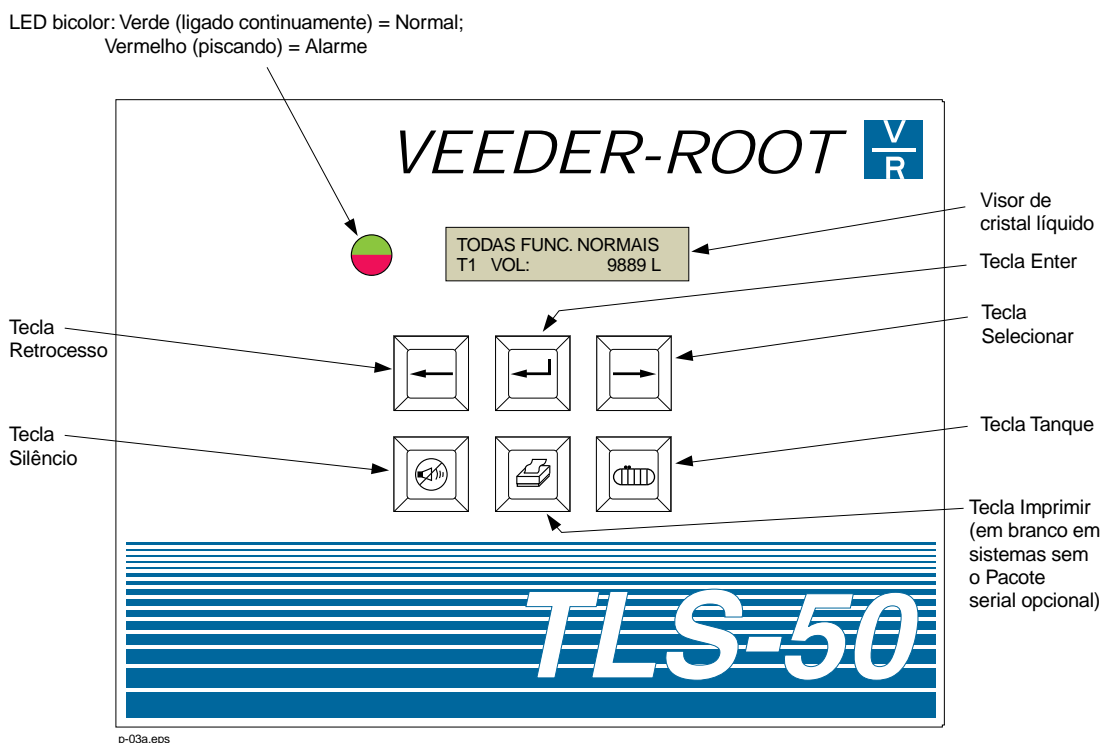 LED bicolor: Verde (ligado continuamente) = Normal;
Vermelho (piscando) = Alarme
VEEDER-ROOT
V
R
TODAS FUNC. NORMAIS
T1 VOL: 9889 L
Visor de
cristal líquido
Tecla Enter
Tecla
Selecionar
Tecla
Retrocesso
Tecla
Silêncio
Tecla Tanque
Tecla Imprimir
(em branco em
sistemas sem
o Pacote
serial opcional)
TLS-50
p-03a.eps